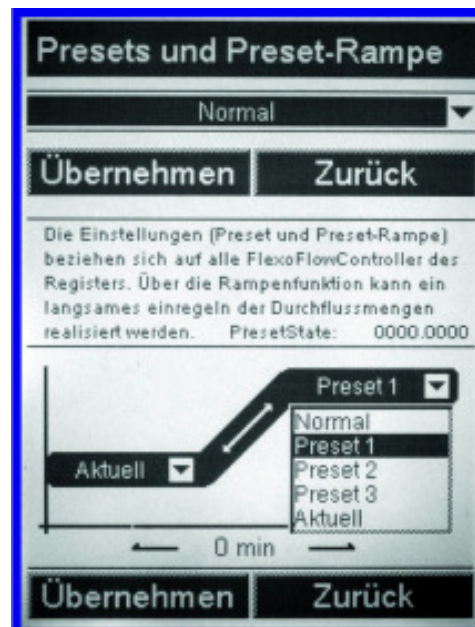 Presets und Preset-Rampe
Normal
Übernehmen Zurück
Die Einstellungen (Preset und Preset-Rampe)
beziehen sich auf alle FlexoFlowController des
Registers. Über die Rampenfunktion kann ein
langsames einregeln der Durchflussmengen
realisiert werden. PresetState: 0000.0000
Preset 1
Normal
Preset 1
Aktuell
Preset 2
Preset 3
Aktuell
0 min
Übernehmen Zurück